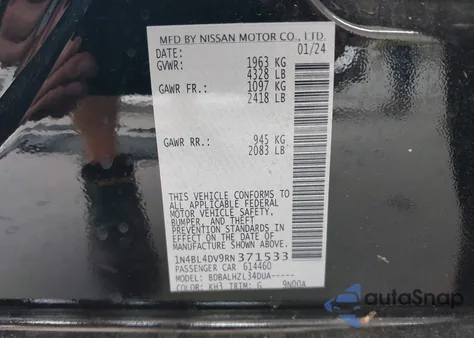 MFD BY NISSAN MOTOR CO., LTD.
DATE: 01/24
GVWR: 1963 KG
4328 LB
GAWR FR.: 1097 KG
2418 LB
GAWR RR.: 945 KG
2083 LB
THIS VEHICLE CONFORMS TO ALL
APPLICABLE FEDERAL
MOTOR VEHICLE SAFETY,
BUMPER, AND THEFT
PREVENTION STANDARDS
IN EFFECT ON THE DATE OF
MANUFACTURE SHOWN ABOVE.
1N4BL4DV9RN371533
PASSENGER CAR 614460
MODEL: BDBALHZL34DUA-----
COLOR: KH3 TRIM: G 9N00A
autoSnap